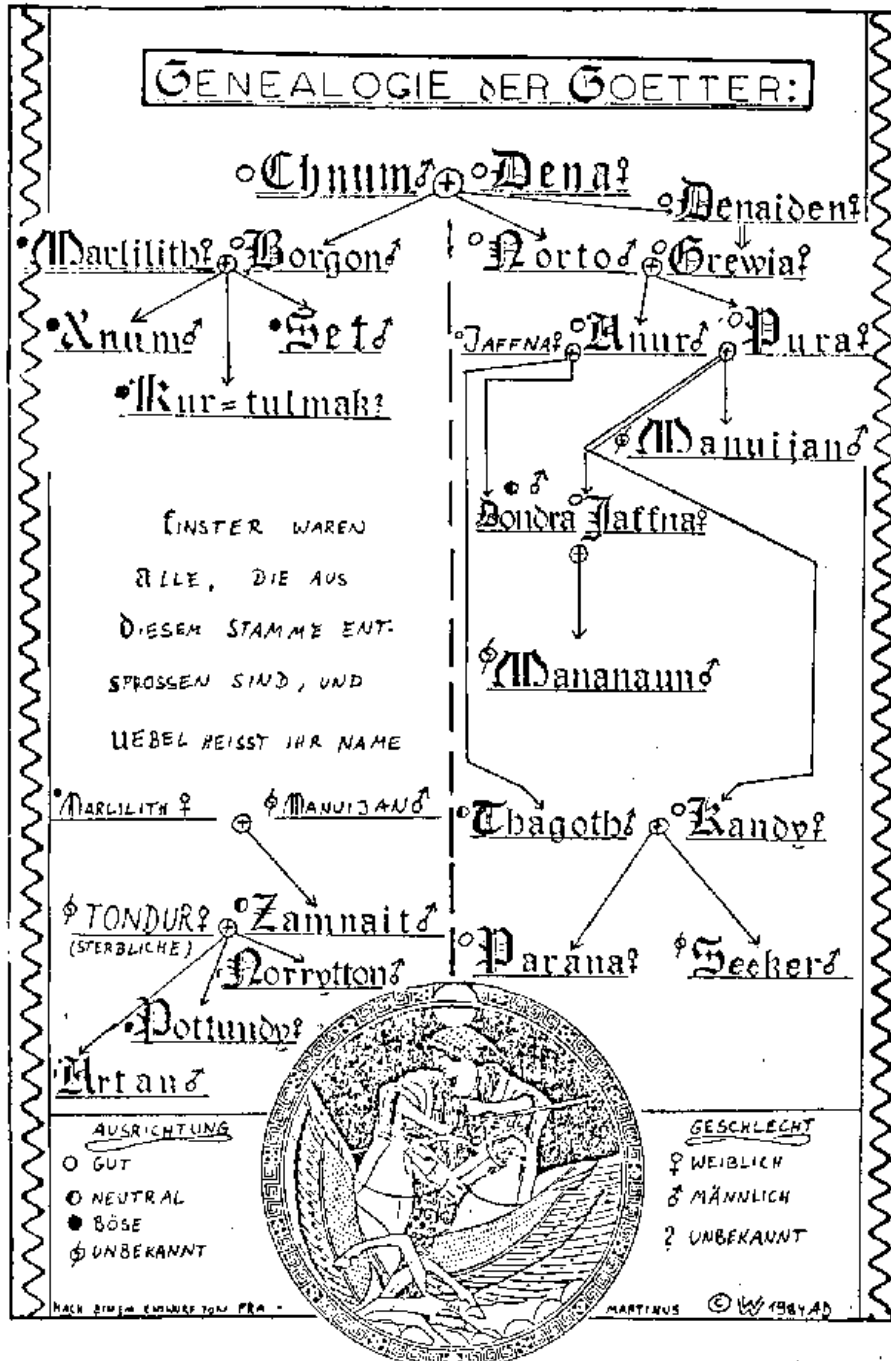 GENEALOGIE DER GOETTER:
Chnum♂ ⊕ Dena♀
Denaiden♀
Marlilith♀ ⊕ Borgon♂
Norto♂ ⊕ Grewia♀
Xnum♂
Set♂
JAFFNA♀ ⊕ Anur♂
Pura♀
Kur=tulmak?
Manuijan♂
Dondra♂ Jaffna♀
FINSTER WAREN
ALLE, DIE AUS
DIESEM STAMME ENT-
SPROSSEN SIND, UND
UEBEL HEISST IHR NAME
Mananaun♂
MARLILITH ♀ ⊕ MANUIJAN♂
Thagoth♂ ⊕ Kandy♀
TONDUR♀ ⊕ Zamnait♂
(STERBLICHE)
Norrytton♂
Parana♀
Seeker♂
Pottundy♀
Artan♂
AUSRICHTUNG
○ GUT
◐ NEUTRAL
● BÖSE
ϕ UNBEKANNT
GESCHLECHT
♀ WEIBLICH
♂ MÄNNLICH
? UNBEKANNT
NACH EINEM ENTWURF VON FRA - MARTINUS © W 1984 AD